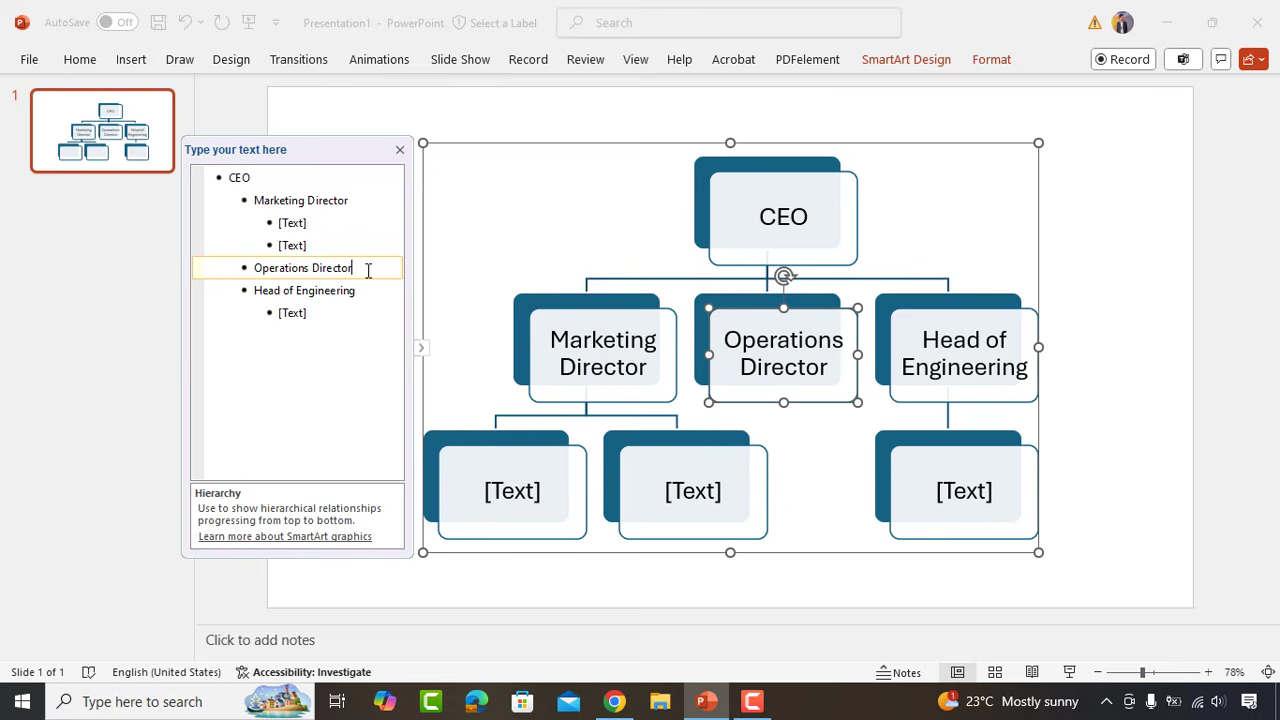 AutoSave Off Presentation1 - PowerPoint Select a Label Search
File Home Insert Draw Design Transitions Animations Slide Show Record Review View Help Acrobat PDFelement SmartArt Design Format Record
1
Type your text here
CEO
Marketing Director
[Text]
[Text]
Operations Director
Head of Engineering
[Text]
Hierarchy
Use to show hierarchical relationships
progressing from top to bottom.
Learn more about SmartArt graphics
CEO
Marketing
Director
Operations
Director
Head of
Engineering
[Text]
[Text]
[Text]
Click to add notes
Slide 1 of 1 English (United States) Accessibility: Investigate Notes 78%
Type here to search 1 23°C Mostly sunny